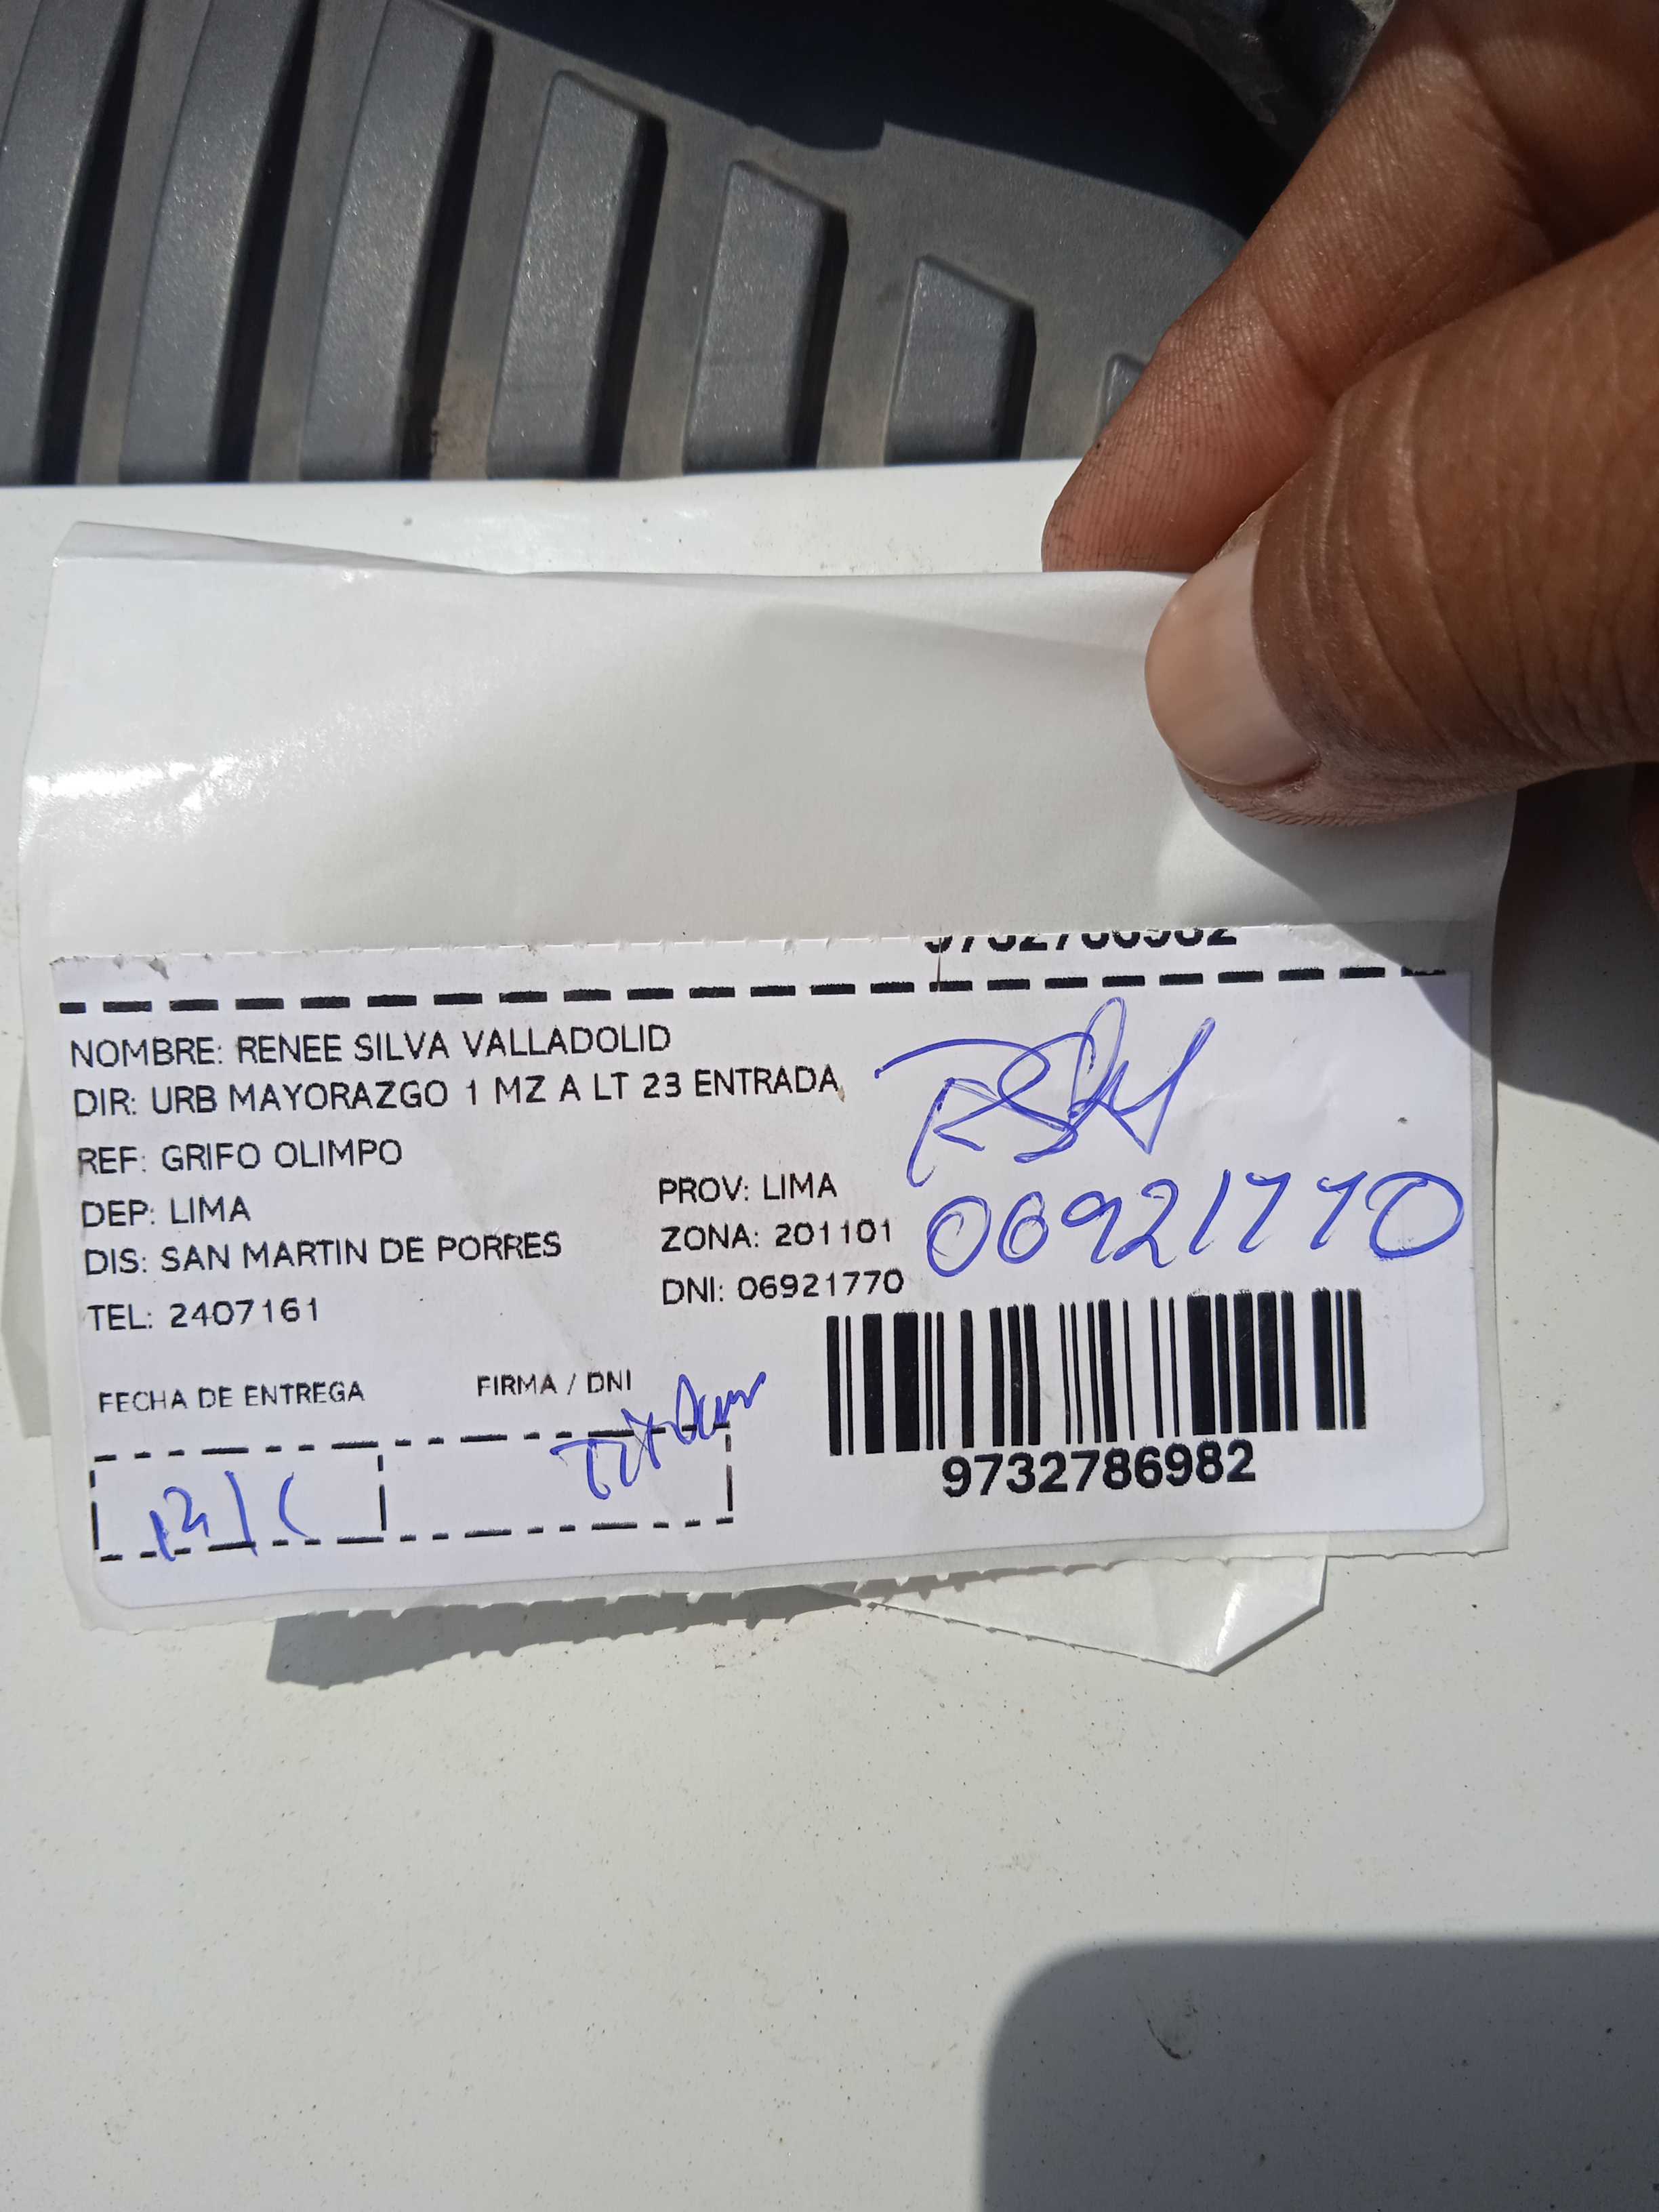 9732786982
NOMBRE: RENEE SILVA VALLADOLID
DIR: URB MAYORAZGO 1 MZ A LT 23 ENTRADA
REF: GRIFO OLIMPO
DEP: LIMA
PROV: LIMA
DIS: SAN MARTIN DE PORRES
ZONA: 201101
TEL: 2407161
DNI: 06921770
06921770
FECHA DE ENTREGA
FIRMA / DNI
9732786982